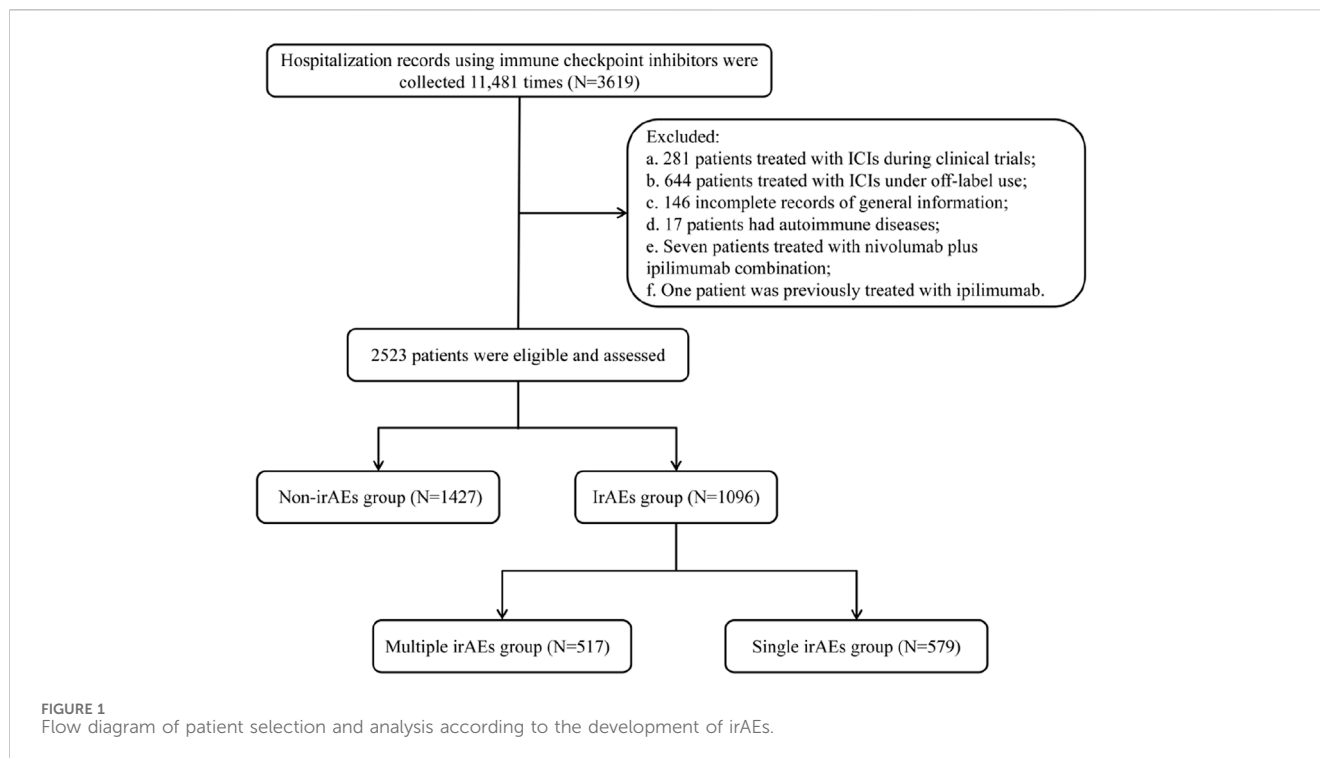 Hospitalization records using immune checkpoint inhibitors were
collected 11,481 times (N=3619)
Excluded:
a. 281 patients treated with ICIs during clinical trials;
b. 644 patients treated with ICIs under off-label use;
c. 146 incomplete records of general information;
d. 17 patients had autoimmune diseases;
e. Seven patients treated with nivolumab plus
ipilimumab combination;
f. One patient was previously treated with ipilimumab.
2523 patients were eligible and assessed
Non-irAEs group (N=1427)
IrAEs group (N=1096)
Multiple irAEs group (N=517)
Single irAEs group (N=579)
FIGURE 1
Flow diagram of patient selection and analysis according to the development of irAEs.